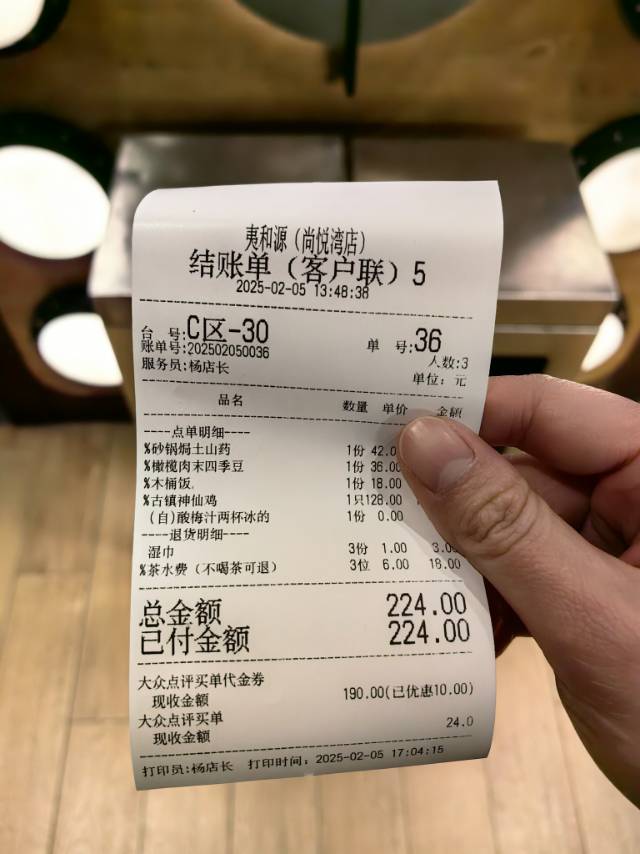 夷和源（尚悦湾店）
结账单（客户联）5
2025-02-05 13:48:38
台 号:C区-30 单 号:36
账单号:202502050036 人数:3
服务员:杨店长 单位: 元
品名 数量 单价 金额
----点单明细----
%砂锅焗土山药 1份 42.0
%橄榄肉末四季豆 1份 36.00
%木桶饭 1份 18.00
%古镇神仙鸡 1只128.00
(自)酸梅汁两杯冰的 1份 0.00
----退货明细----
湿巾 3份 1.00 3.00
%茶水费（不喝茶可退） 3位 6.00 18.00
总金额 224.00
已付金额 224.00
大众点评买单代金券
现收金额 190.00(已优惠10.00)
大众点评买单
现收金额 24.0
打印员:杨店长 打印时间: 2025-02-05 17:04:15